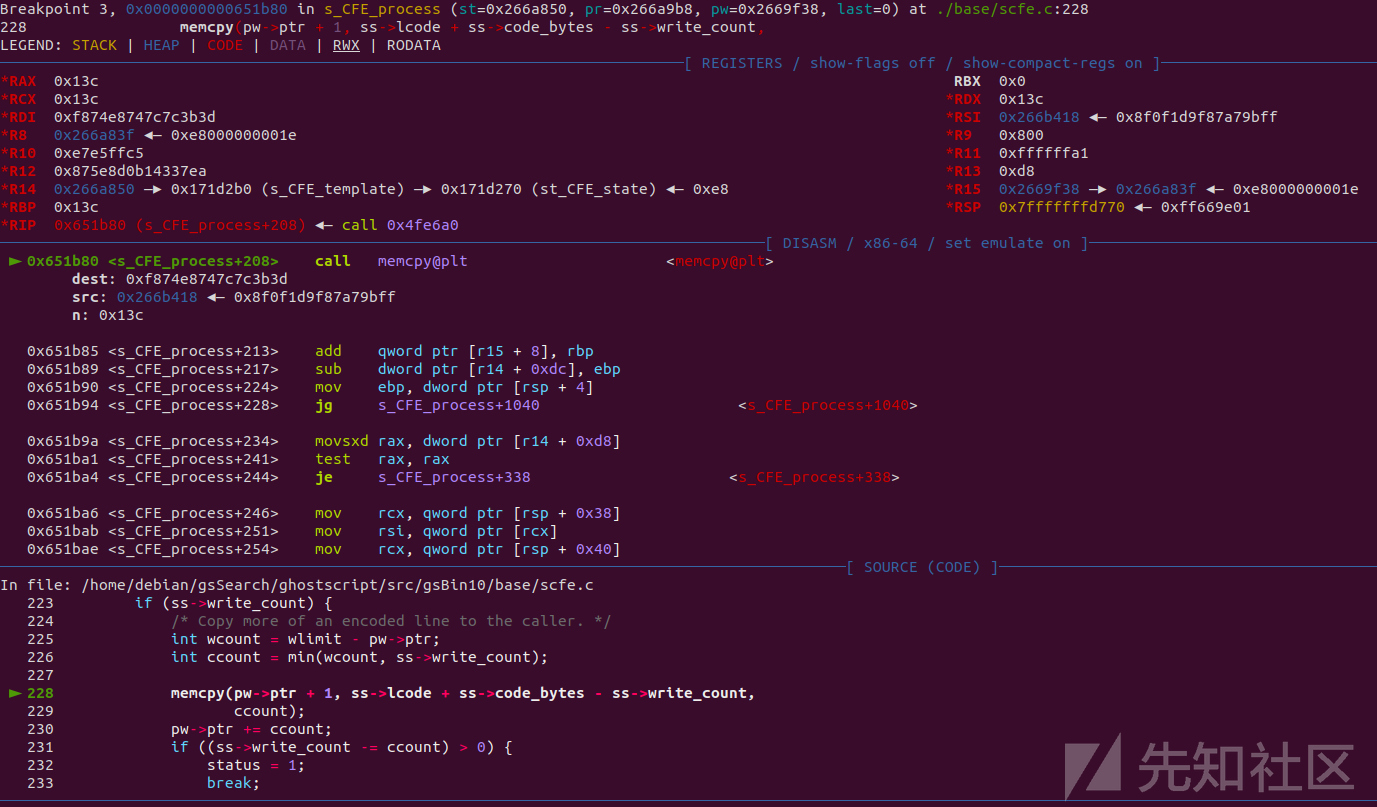 Breakpoint 3, 0x0000000000651b80 in s_CFE_process (st=0x266a850, pr=0x266a9b8, pw=0x2669f38, last=0) at ./base/scfe.c:228
228                 memcpy(pw->ptr + 1, ss->lcode + ss->code_bytes - ss->write_count,
LEGEND: STACK | HEAP | CODE | DATA | RWX | RODATA
[ REGISTERS / show-flags off / show-compact-regs on ]
*RAX  0x13c    RBX  0x0
*RCX  0x13c    *RDX  0x13c
*RDI  0xf874e8747c7c3b3d    *RSI  0x266b418 ◂— 0x8f0f1d9f87a79bff
*R8   0x266a83f ◂— 0xe8000000001e    *R9   0x800
*R10  0xe7e5ffc5    *R11  0xffffffa1
*R12  0x875e8d0b14337ea    *R13  0xd8
*R14  0x266a850 —▸ 0x171d2b0 (s_CFE_template) —▸ 0x171d270 (st_CFE_state) ◂— 0xe8    *R15  0x2669f38 —▸ 0x266a83f ◂— 0xe8000000001e
*RBP  0x13c    *RSP  0x7fffffffd770 ◂— 0xff669e01
*RIP  0x651b80 (s_CFE_process+208) ◂— call 0x4fe6a0
[ DISASM / x86-64 / set emulate on ]
► 0x651b80 <s_CFE_process+208>    call   memcpy@plt                <memcpy@plt>
dest: 0xf874e8747c7c3b3d
src: 0x266b418 ◂— 0x8f0f1d9f87a79bff
n: 0x13c
0x651b85 <s_CFE_process+213>    add    qword ptr [r15 + 8], rbp
0x651b89 <s_CFE_process+217>    sub    dword ptr [r14 + 0xdc], ebp
0x651b90 <s_CFE_process+224>    mov    ebp, dword ptr [rsp + 4]
0x651b94 <s_CFE_process+228>    jg     s_CFE_process+1040                <s_CFE_process+1040>
0x651b9a <s_CFE_process+234>    movsxd rax, dword ptr [r14 + 0xd8]
0x651ba1 <s_CFE_process+241>    test   rax, rax
0x651ba4 <s_CFE_process+244>    je     s_CFE_process+338                <s_CFE_process+338>
0x651ba6 <s_CFE_process+246>    mov    rcx, qword ptr [rsp + 0x38]
0x651bab <s_CFE_process+251>    mov    rsi, qword ptr [rcx]
0x651bae <s_CFE_process+254>    mov    rcx, qword ptr [rsp + 0x40]
[ SOURCE (CODE) ]
In file: /home/debian/gsSearch/ghostscript/src/gsBin10/base/scfe.c
223         if (ss->write_count) {
224             /* Copy more of an encoded line to the caller. */
225             int wcount = wlimit - pw->ptr;
226             int ccount = min(wcount, ss->write_count);
227
► 228             memcpy(pw->ptr + 1, ss->lcode + ss->code_bytes - ss->write_count,
229                    ccount);
230             pw->ptr += ccount;
231             if ((ss->write_count -= ccount) > 0) {
232                 status = 1;
233                 break;
先知社区